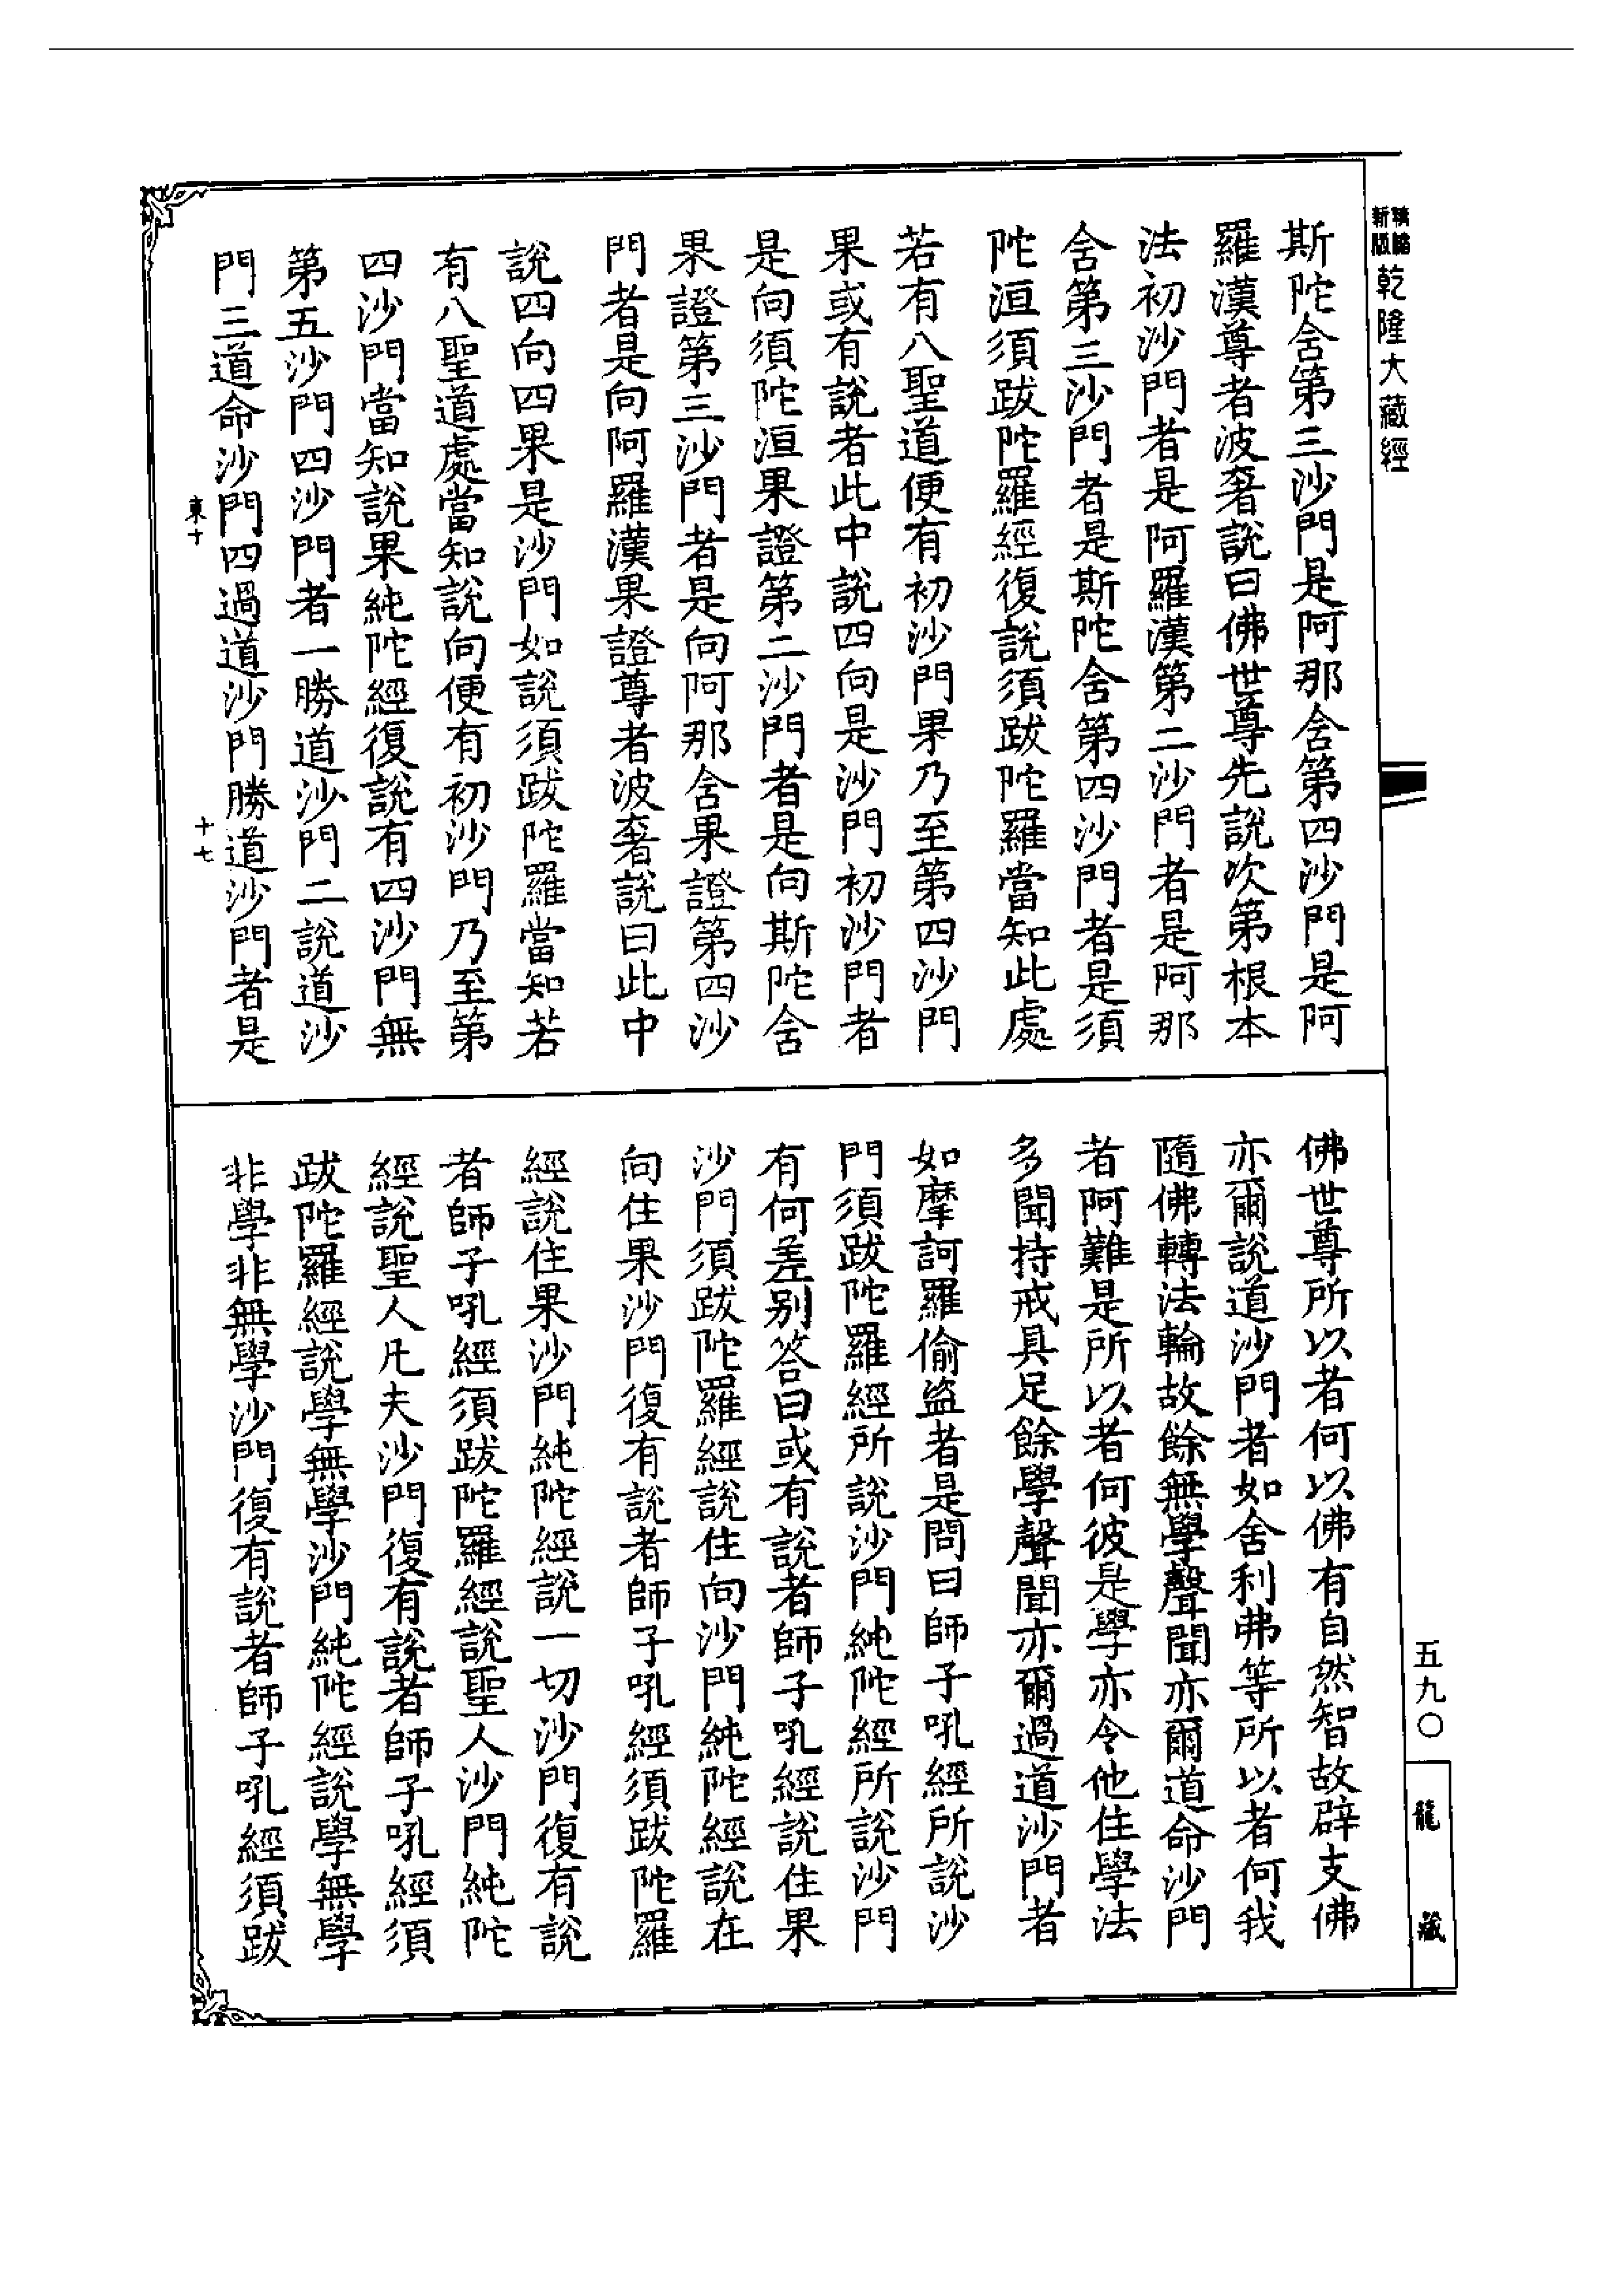 新版
精縮
乾隆大藏經
斯陀含第三沙門是阿那含第四沙門是阿
羅漢尊者波奢說曰佛世尊先說次第根本
法初沙門者是阿羅漢第二沙門者是阿那
含第三沙門者是斯陀含第四沙門者是須
陀洹須跋陀羅經復說須跋陀羅當知此處
若有八聖道便有初沙門果乃至第四沙門
果或有說者此中說四向是沙門初沙門者
是向須陀洹果證第二沙門者是向斯陀含
果證第三沙門者是向阿那含果證第四沙
門者是向阿羅漢果證尊者波奢說曰此中
說四向四果是沙門如說須跋陀羅當知若
有八聖道處當知說向便有初沙門乃至第
四沙門當知說果純陀經復說有四沙門無
第五沙門四沙門者一勝道沙門二說道沙
門三道命沙門四過道沙門勝道沙門者是
東十
十七
佛世尊所以者何以佛有自然智故辟支佛
亦爾說道沙門者如舍利弗等所以者何我
隨佛轉法輪故餘無學聲聞亦爾道命沙門
者阿難是所以者何彼是學亦令他住學法
多聞持戒具足餘學聲聞亦爾過道沙門者
如摩訶羅偷盜者是問曰師子吼經所說沙
門須跋陀羅經所說沙門純陀經所說沙門
有何差别答曰或有說者師子吼經說住果
沙門須跋陀羅經說住向沙門純陀經說在
向住果沙門復有說者師子吼經須跋陀羅
經說住果沙門純陀經說一切沙門復有說
者師子吼經須跋陀羅經說聖人沙門純陀
經說聖人凡夫沙門復有說者師子吼經須
跋陀羅經說學無學沙門純陀經說學無學
非學非無學沙門復有說者師子吼經須跋
五九〇
龍藏